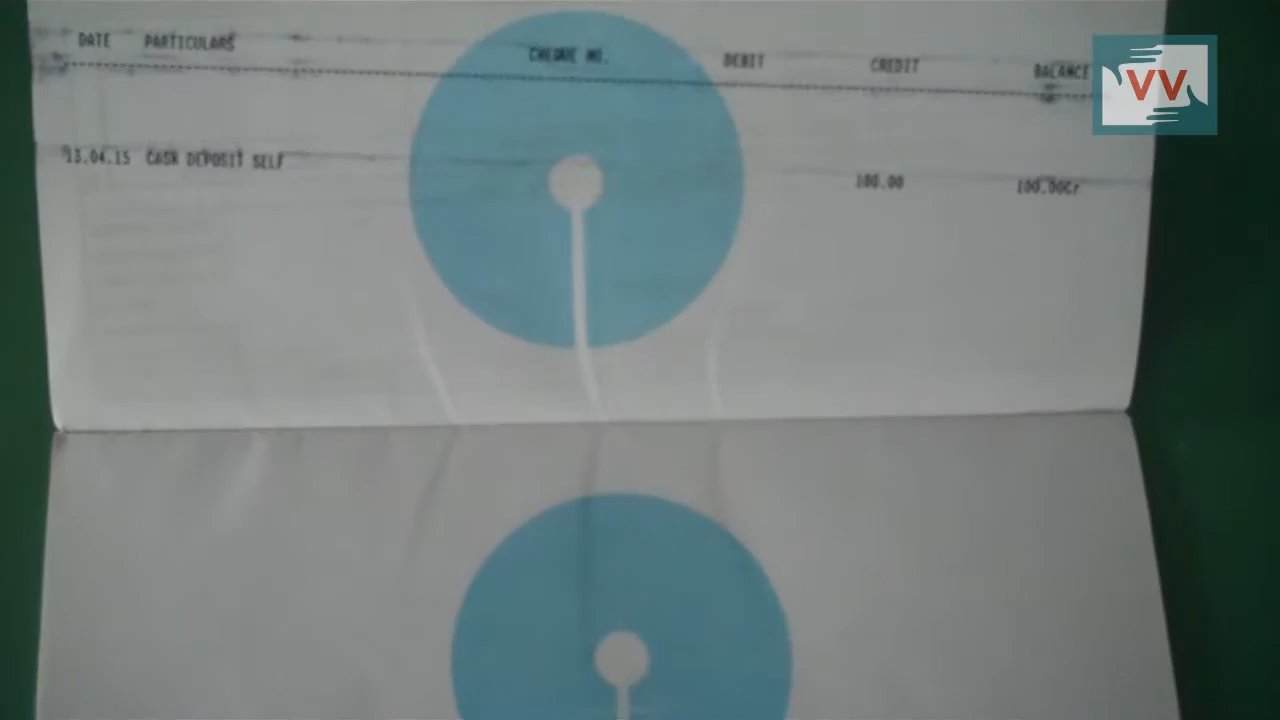 DATE PARTICULARS CHEQUE NO. DEBIT CREDIT BALANCE
13.04.15 CASH DEPOSIT SELF 100.00 100.00Cr
VV